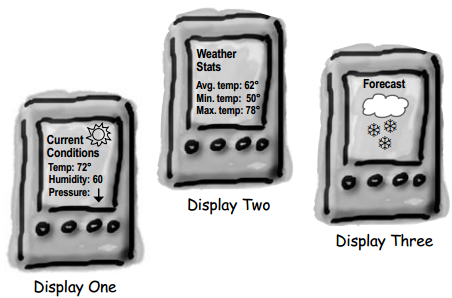 Current
Conditions
Temp: 72°
Humidity: 60
Pressure:
Display One
Weather
Stats
Avg. temp: 62°
Min. temp: 50°
Max. temp: 78°
Display Two
Forecast
Display Three